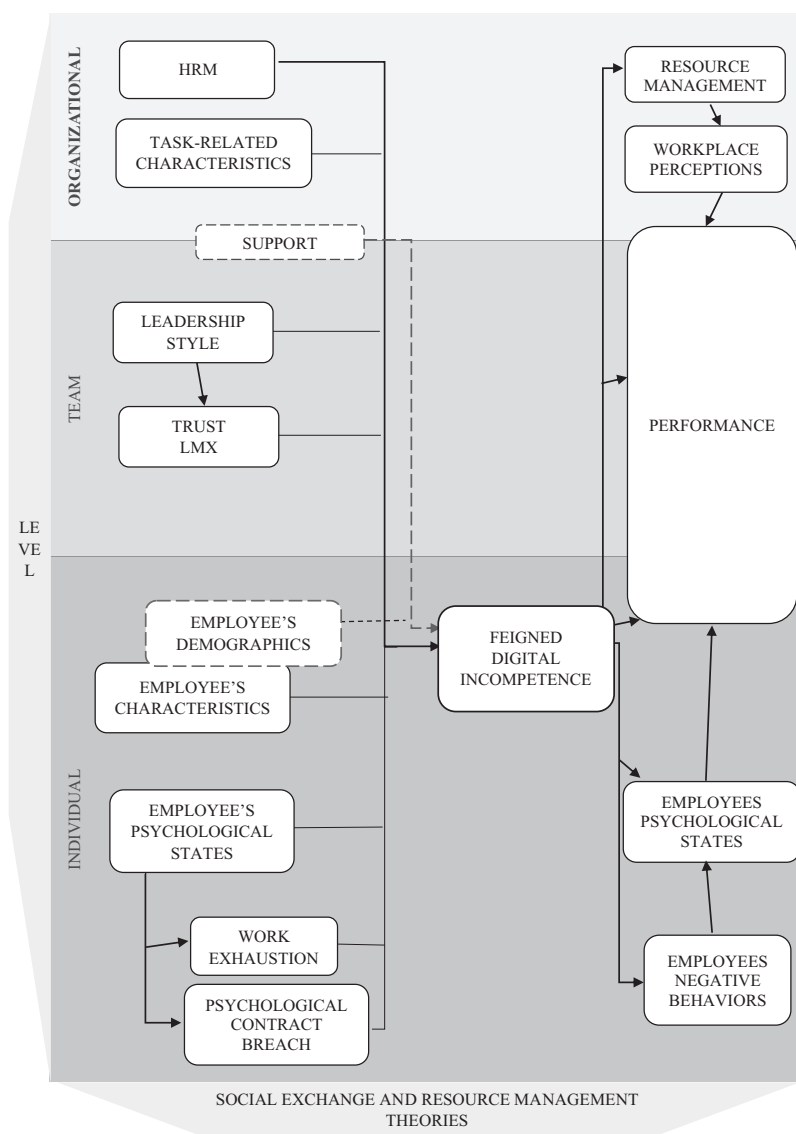 ORGANIZATIONAL
HRM
TASK-RELATED
CHARACTERISTICS
SUPPORT
TEAM
LEADERSHIP
STYLE
TRUST
LMX
LE
VE
L
INDIVIDUAL
EMPLOYEE'S
DEMOGRAPHICS
EMPLOYEE'S
CHARACTERISTICS
EMPLOYEE'S
PSYCHOLOGICAL
STATES
WORK
EXHAUSTION
PSYCHOLOGICAL
CONTRACT
BREACH
FEIGNED
DIGITAL
INCOMPETENCE
RESOURCE
MANAGEMENT
WORKPLACE
PERCEPTIONS
PERFORMANCE
EMPLOYEES
PSYCHOLOGICAL
STATES
EMPLOYEES
NEGATIVE
BEHAVIORS
SOCIAL EXCHANGE AND RESOURCE MANAGEMENT
THEORIES